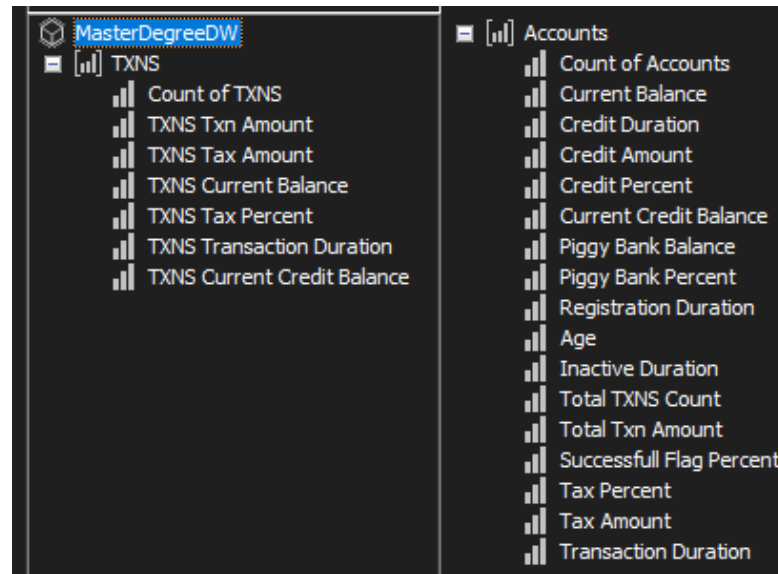 MasterDegreeDW
TXNS
Count of TXNS
TXNS Txn Amount
TXNS Tax Amount
TXNS Current Balance
TXNS Tax Percent
TXNS Transaction Duration
TXNS Current Credit Balance
Accounts
Count of Accounts
Current Balance
Credit Duration
Credit Amount
Credit Percent
Current Credit Balance
Piggy Bank Balance
Piggy Bank Percent
Registration Duration
Age
Inactive Duration
Total TXNS Count
Total Txn Amount
Successfull Flag Percent
Tax Percent
Tax Amount
Transaction Duration